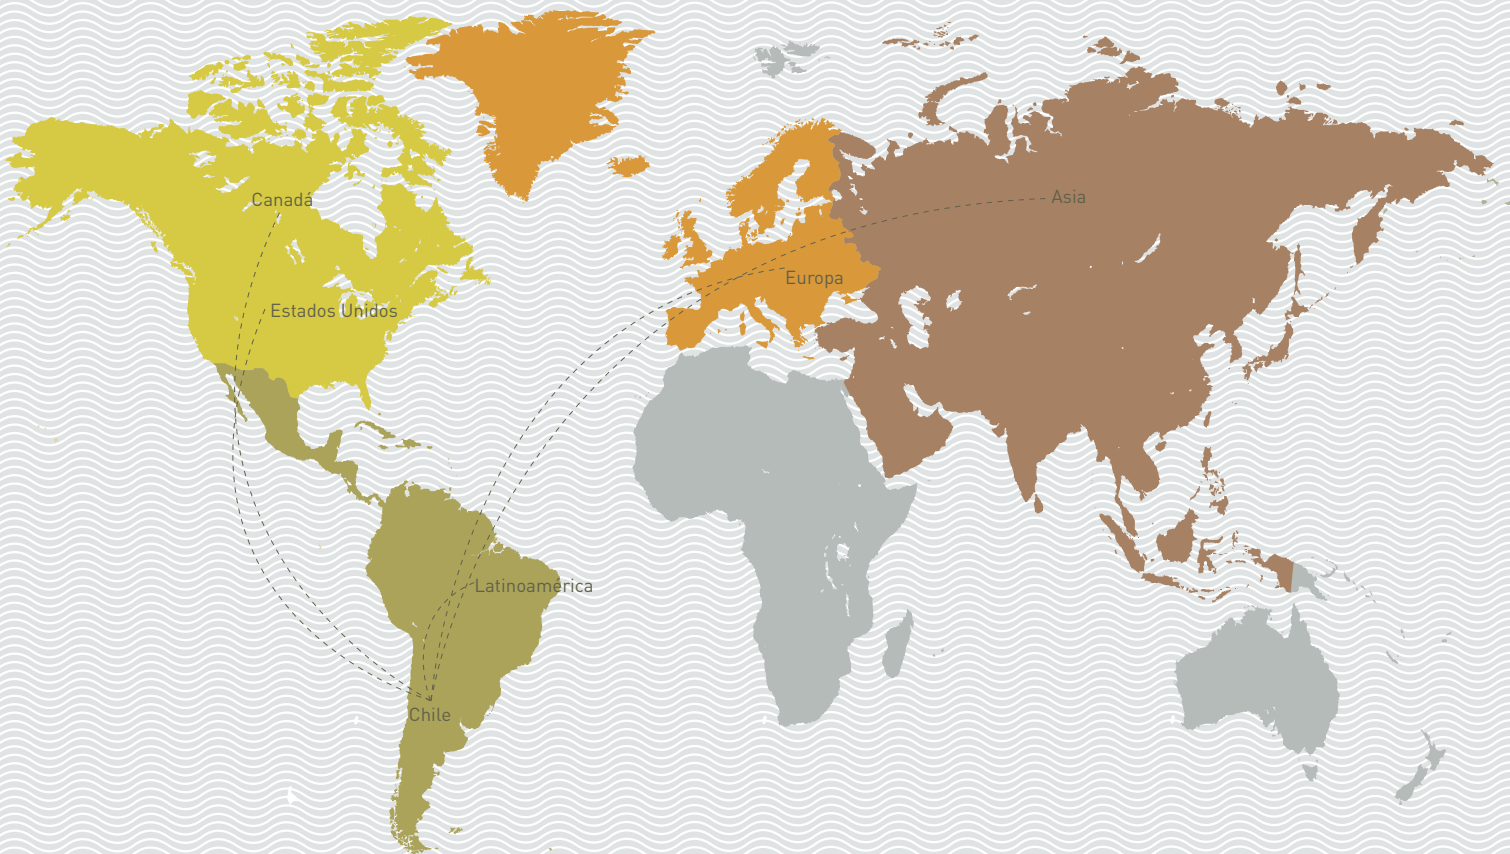 Canadá
Asia
Europa
Estados Unidos
Latinoamérica
Chile